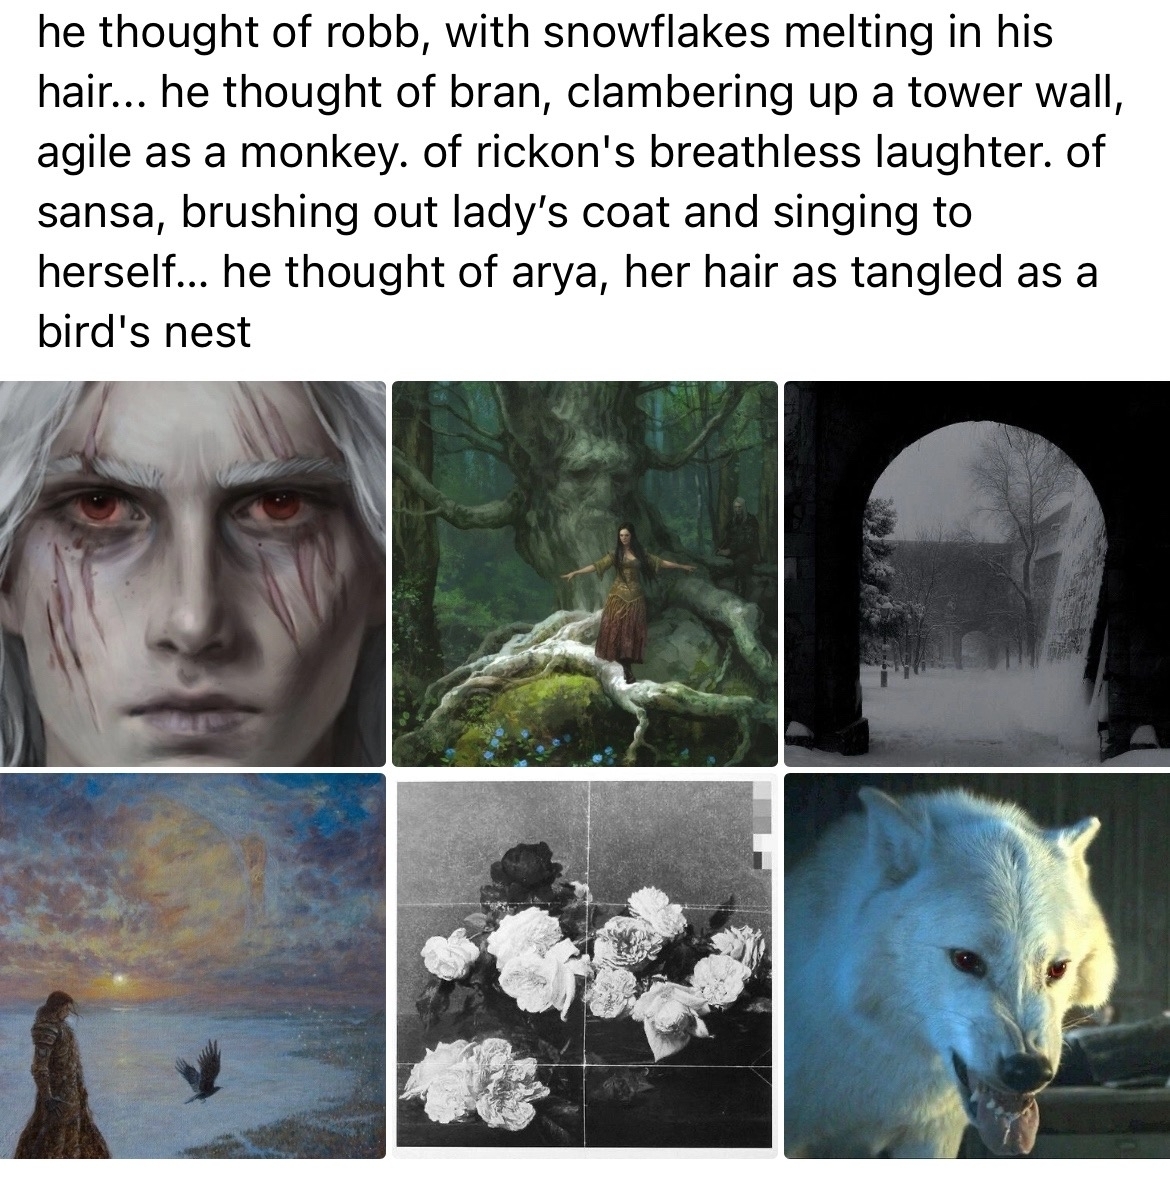 he thought of robb, with snowflakes melting in his
hair... he thought of bran, clambering up a tower wall,
agile as a monkey. of rickon's breathless laughter. of
sansa, brushing out lady’s coat and singing to
herself... he thought of arya, her hair as tangled as a
bird's nest